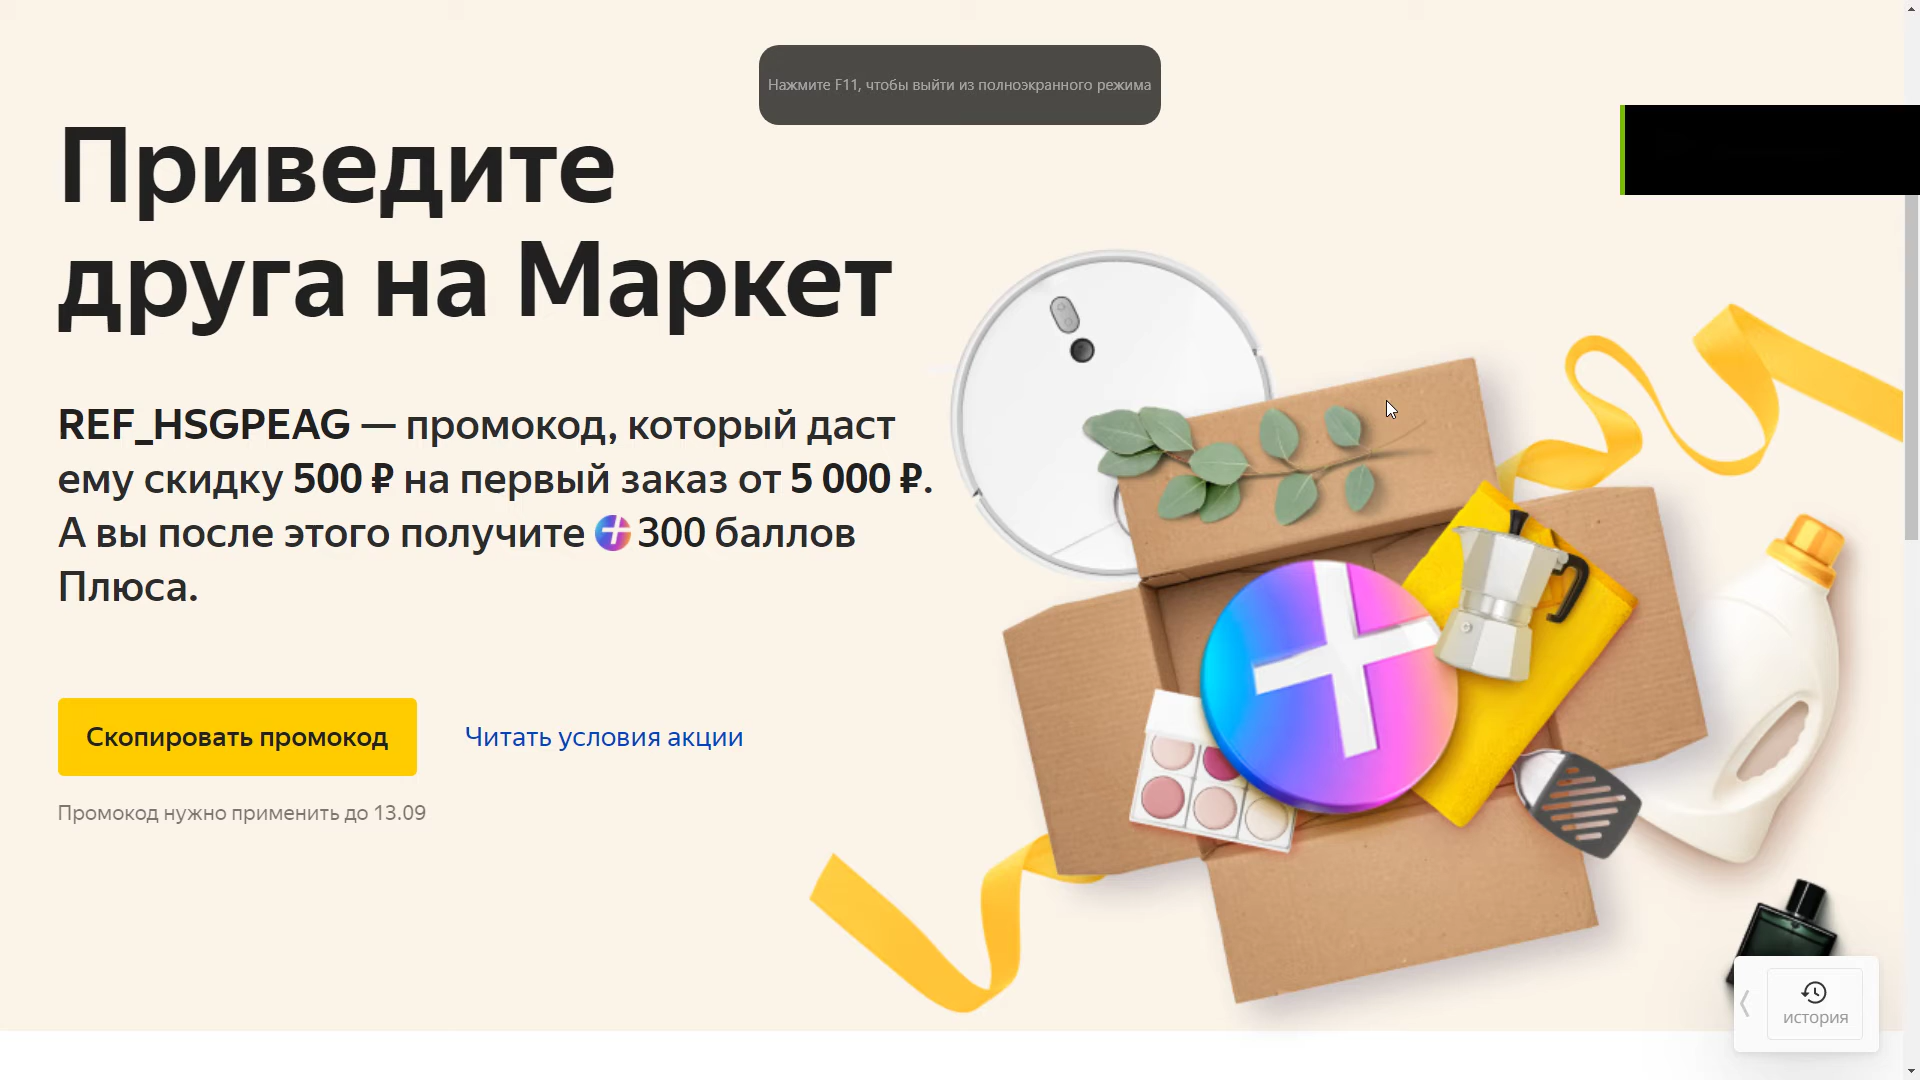 Нажмите F11, чтобы выйти из полноэкранного режима
Приведите
друга на Маркет
REF_HSGPEAG — промокод, который даст
ему скидку 500 ₽ на первый заказ от 5 000 ₽.
А вы после этого получите 300 баллов
Плюса.
Скопировать промокод
Читать условия акции
Промокод нужно применить до 13.09
история